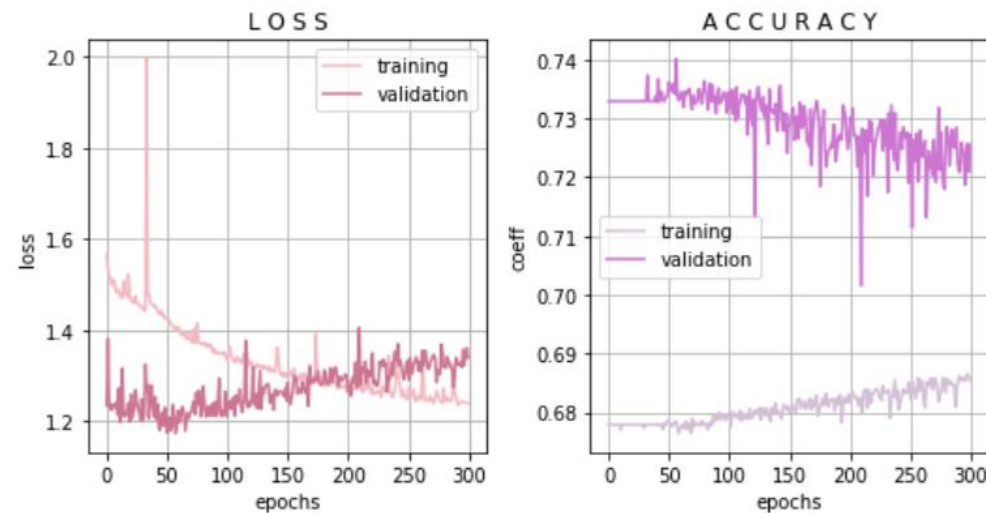 L O S S
2.0
1.8
1.6
1.4
1.2
loss
training
validation
0 50 100 150 200 250 300
epochs
A C C U R A C Y
0.74
0.73
0.72
0.71
0.70
0.69
0.68
coeff
training
validation
0 50 100 150 200 250 300
epochs